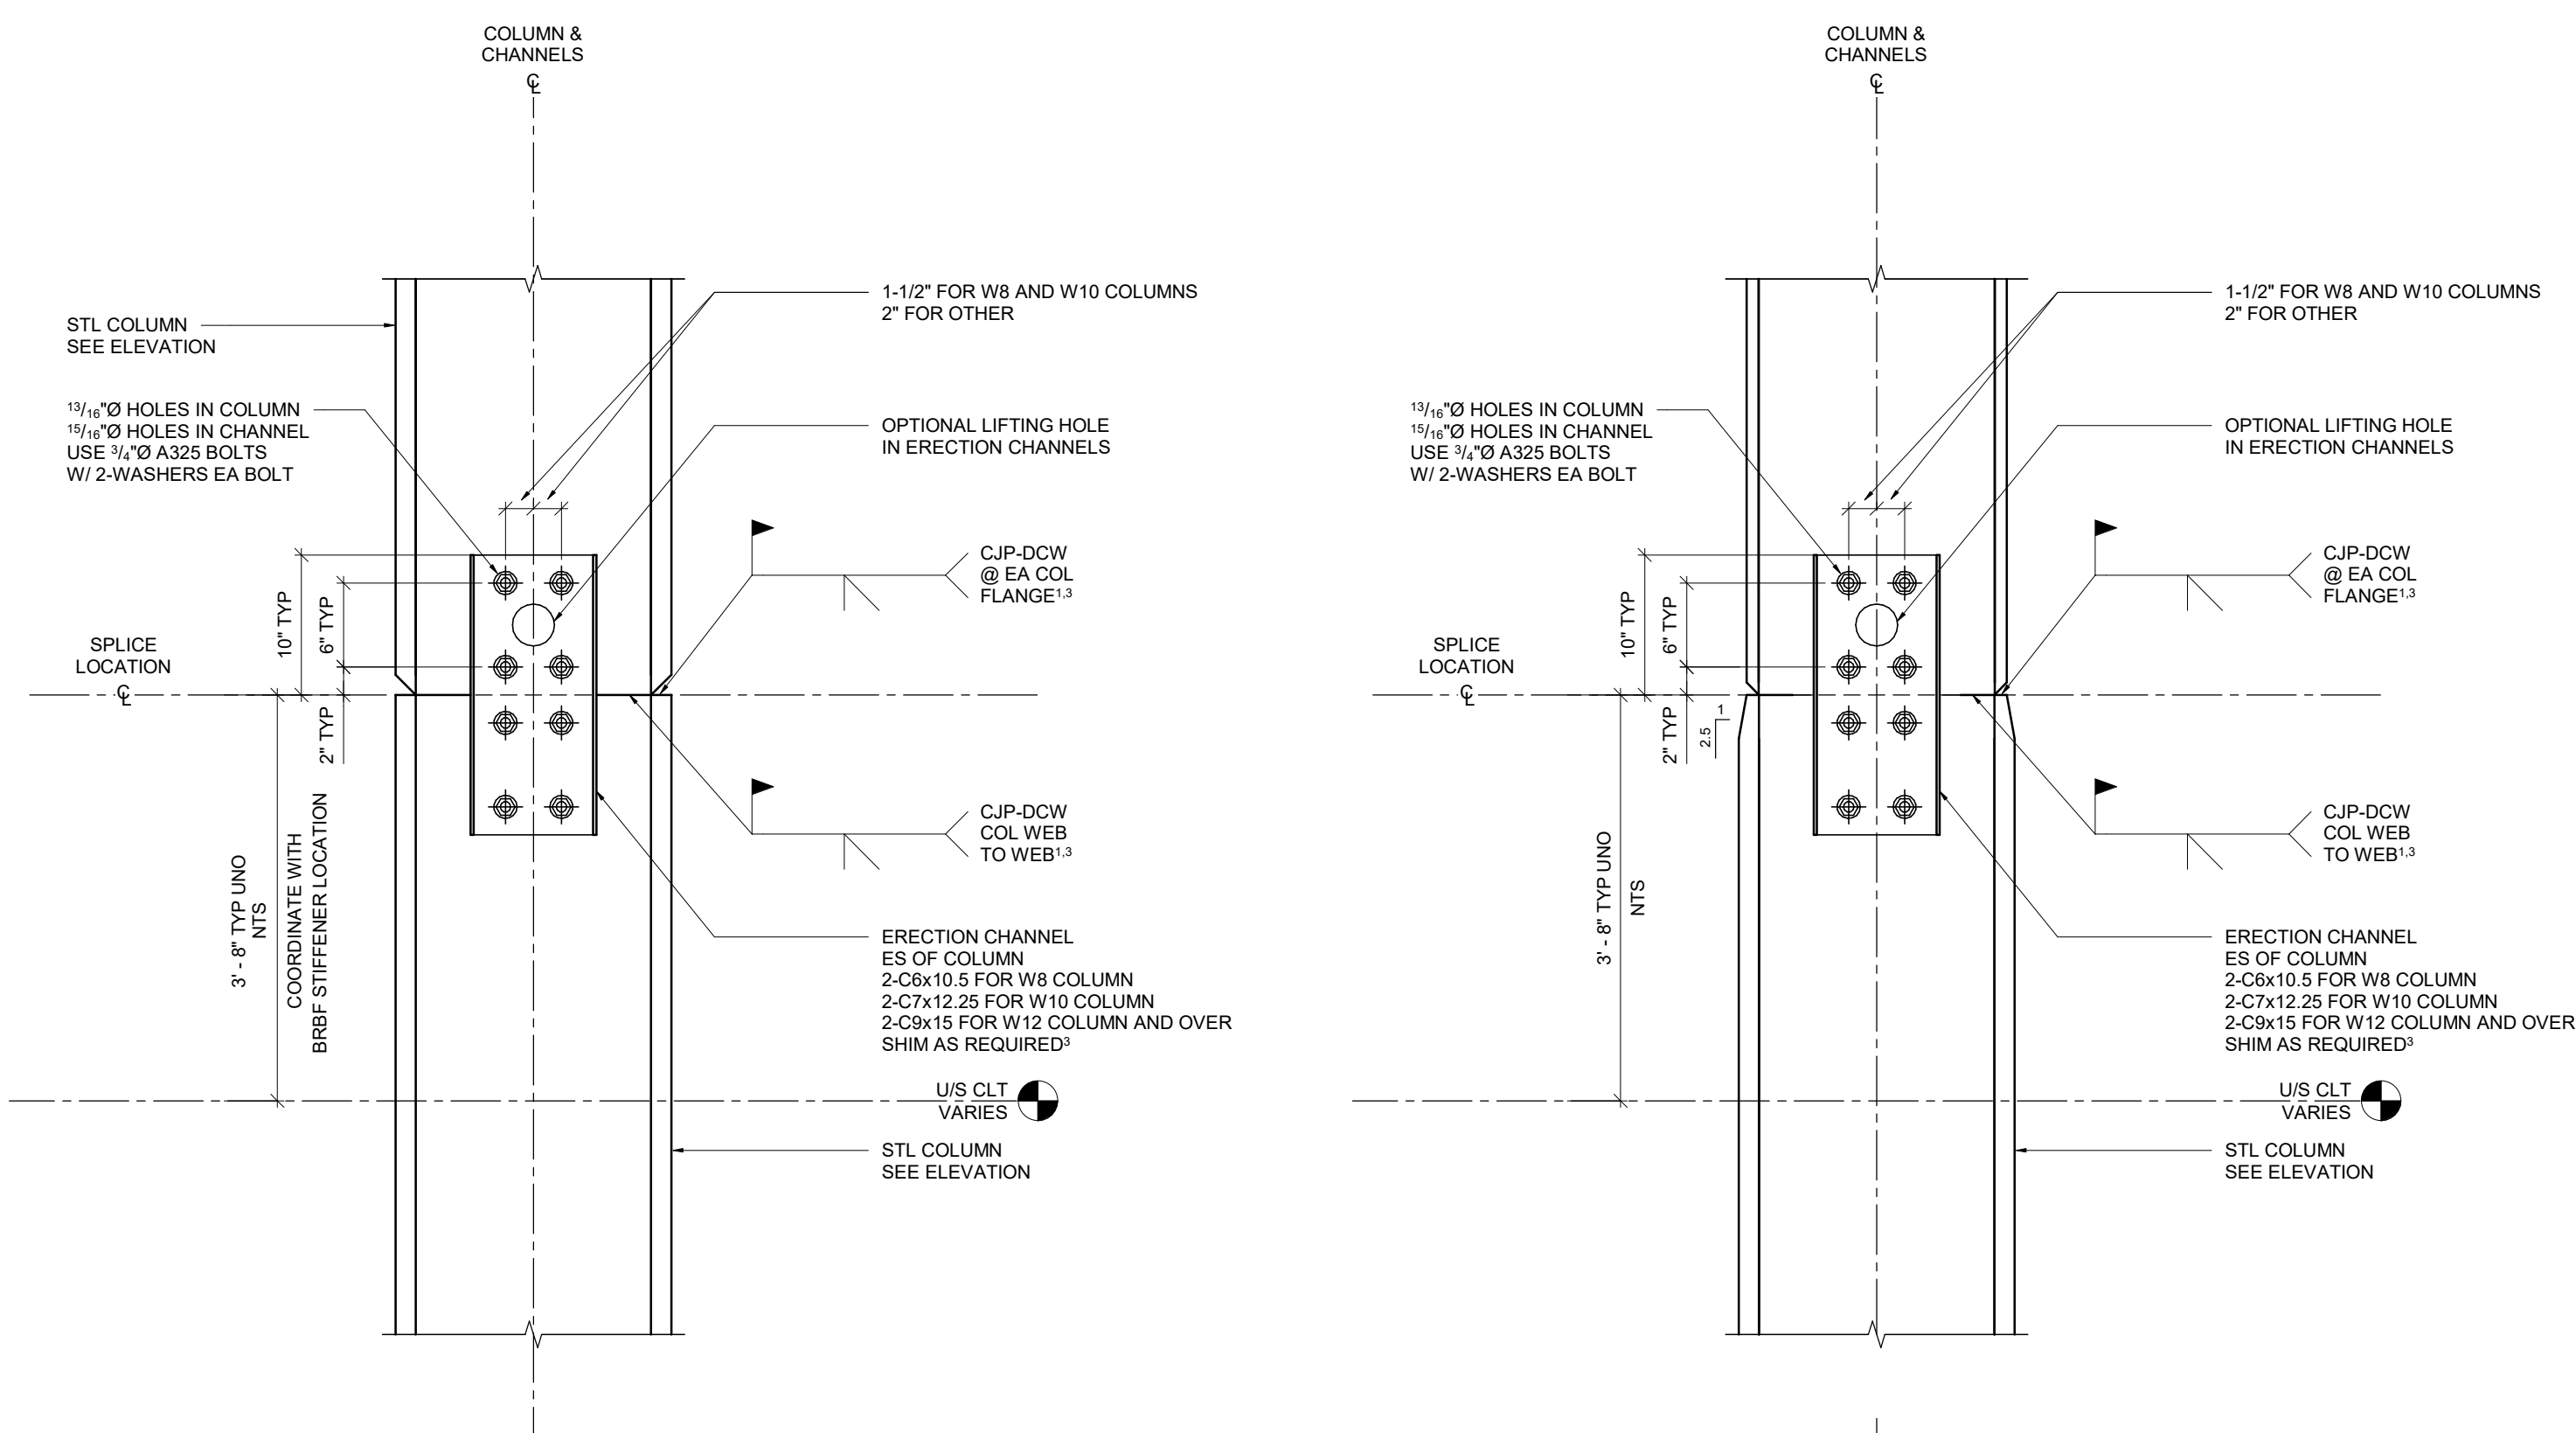 COLUMN &
CHANNELS
℄
STL COLUMN
SEE ELEVATION
13/16"Ø HOLES IN COLUMN
15/16"Ø HOLES IN CHANNEL
USE 3/4"Ø A325 BOLTS
W/ 2-WASHERS EA BOLT
SPLICE
LOCATION
℄
10" TYP
6" TYP
2" TYP
3' - 8" TYP UNO
NTS
COORDINATE WITH
BRBF STIFFENER LOCATION
1-1/2" FOR W8 AND W10 COLUMNS
2" FOR OTHER
OPTIONAL LIFTING HOLE
IN ERECTION CHANNELS
CJP-DCW
@ EA COL
FLANGE1,3
CJP-DCW
COL WEB
TO WEB1,3
ERECTION CHANNEL
ES OF COLUMN
2-C6x10.5 FOR W8 COLUMN
2-C7x12.25 FOR W10 COLUMN
2-C9x15 FOR W12 COLUMN AND OVER
SHIM AS REQUIRED3
U/S CLT
VARIES
STL COLUMN
SEE ELEVATION
COLUMN &
CHANNELS
℄
13/16"Ø HOLES IN COLUMN
15/16"Ø HOLES IN CHANNEL
USE 3/4"Ø A325 BOLTS
W/ 2-WASHERS EA BOLT
SPLICE
LOCATION
℄
10" TYP
6" TYP
2" TYP
1
2.5
3' - 8" TYP UNO
NTS
1-1/2" FOR W8 AND W10 COLUMNS
2" FOR OTHER
OPTIONAL LIFTING HOLE
IN ERECTION CHANNELS
CJP-DCW
@ EA COL
FLANGE1,3
CJP-DCW
COL WEB
TO WEB1,3
ERECTION CHANNEL
ES OF COLUMN
2-C6x10.5 FOR W8 COLUMN
2-C7x12.25 FOR W10 COLUMN
2-C9x15 FOR W12 COLUMN AND OVER
SHIM AS REQUIRED3
U/S CLT
VARIES
STL COLUMN
SEE ELEVATION